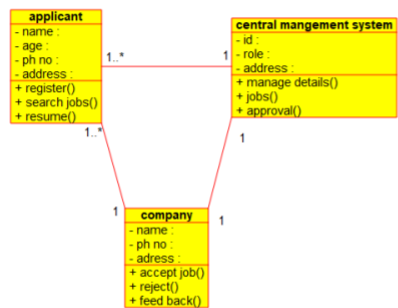 applicant
- name :
- age :
- ph no :
- address :
+ register()
+ search jobs()
+ resume()
1..*
1
central mangement system
- id :
- role :
- address :
+ manage details()
+ jobs()
+ approval()
1..*
1
1
1
company
- name :
- ph no :
- adress :
+ accept job()
+ reject()
+ feed back()